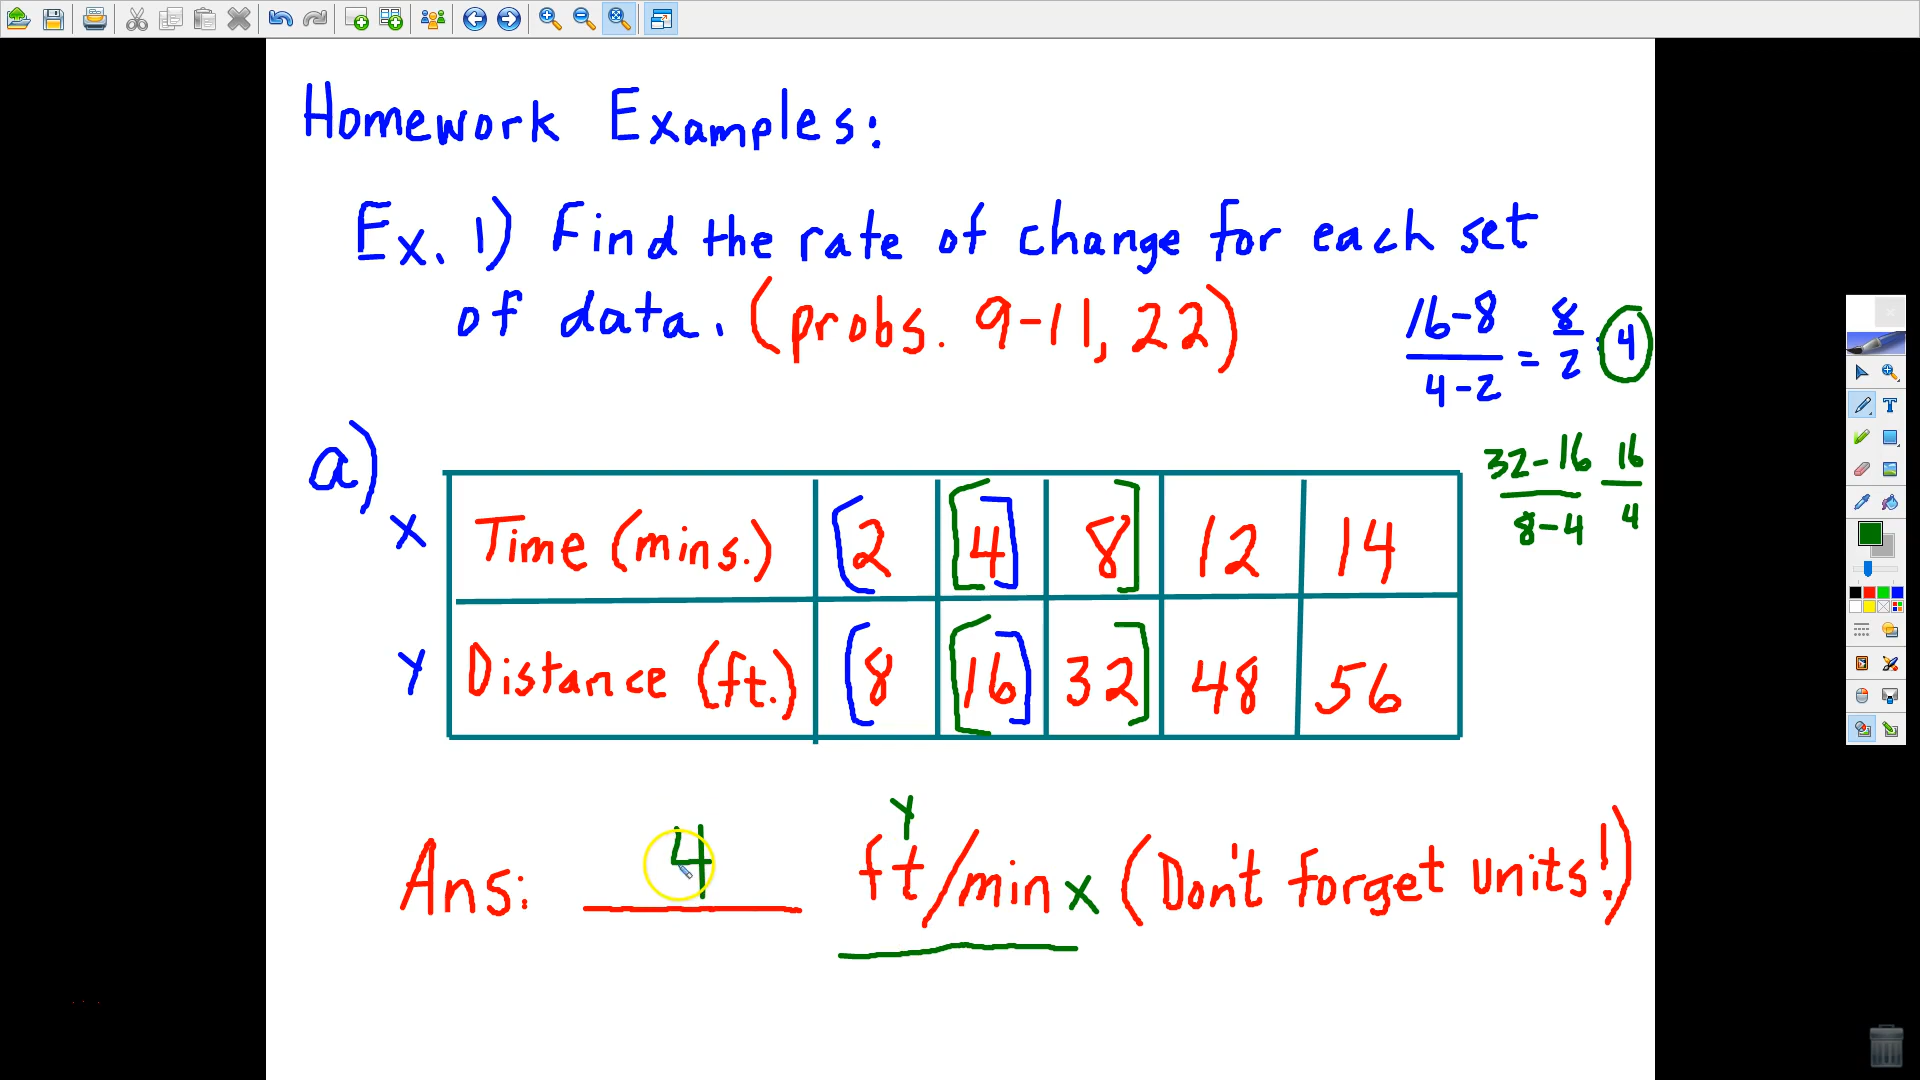 Homework Examples:
Ex. 1) Find the rate of change for each set
of data. (probs. 9-11, 22)
16-8 8
4-2 = 2 4
32-16 16
8-4 4
a)
x Time (mins.) 2 4 8 12 14
y Distance (ft.) 8 16 32 48 56
y
Ans: 4 ft/min x (Don't forget units!)